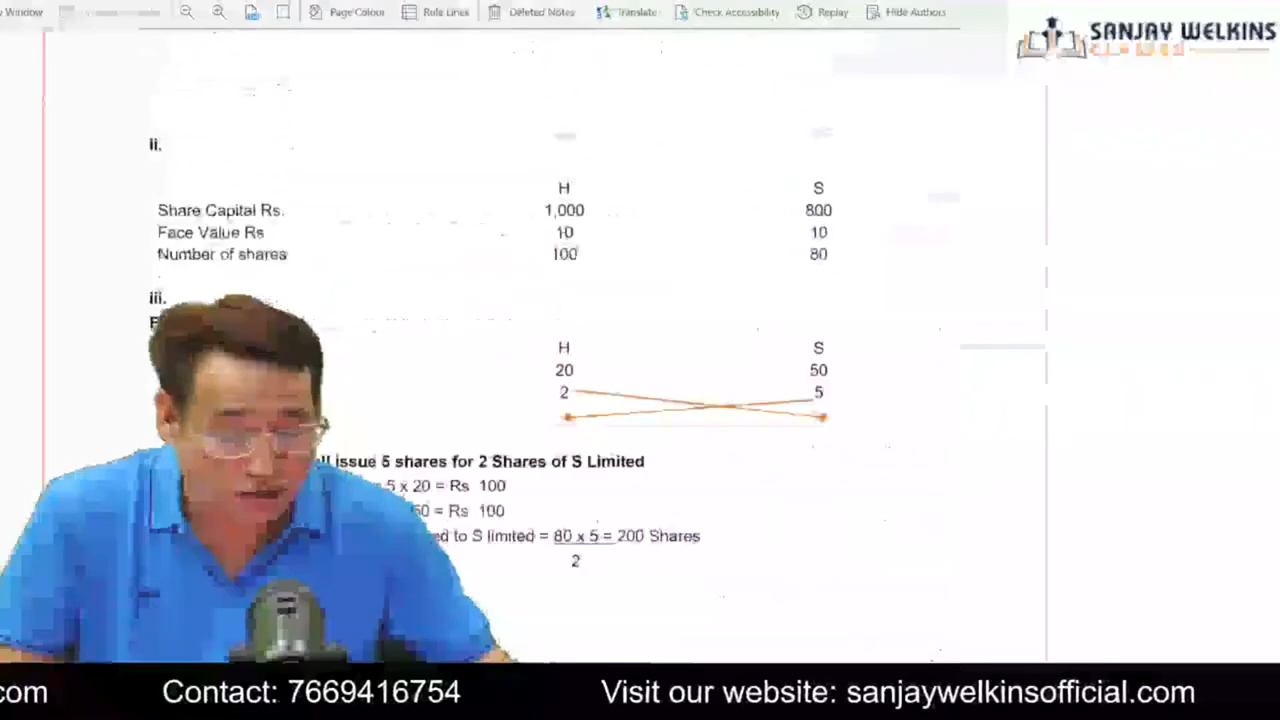 Window
Page Colour Rule Lines Deleted Notes Translate Check Accessibility Replay Hide Authors
SANJAY WELKINS
ii.
H S
Share Capital Rs. 1,000 800
Face Value Rs 10 10
Number of shares 100 80
iii.
H S
20 50
2 5
issue 5 shares for 2 Shares of S Limited
5 x 20 = Rs 100
= Rs 100
to S limited = 80 x 5 = 200 Shares
2
.com Contact: 7669416754 Visit our website: sanjaywelkinsofficial.com